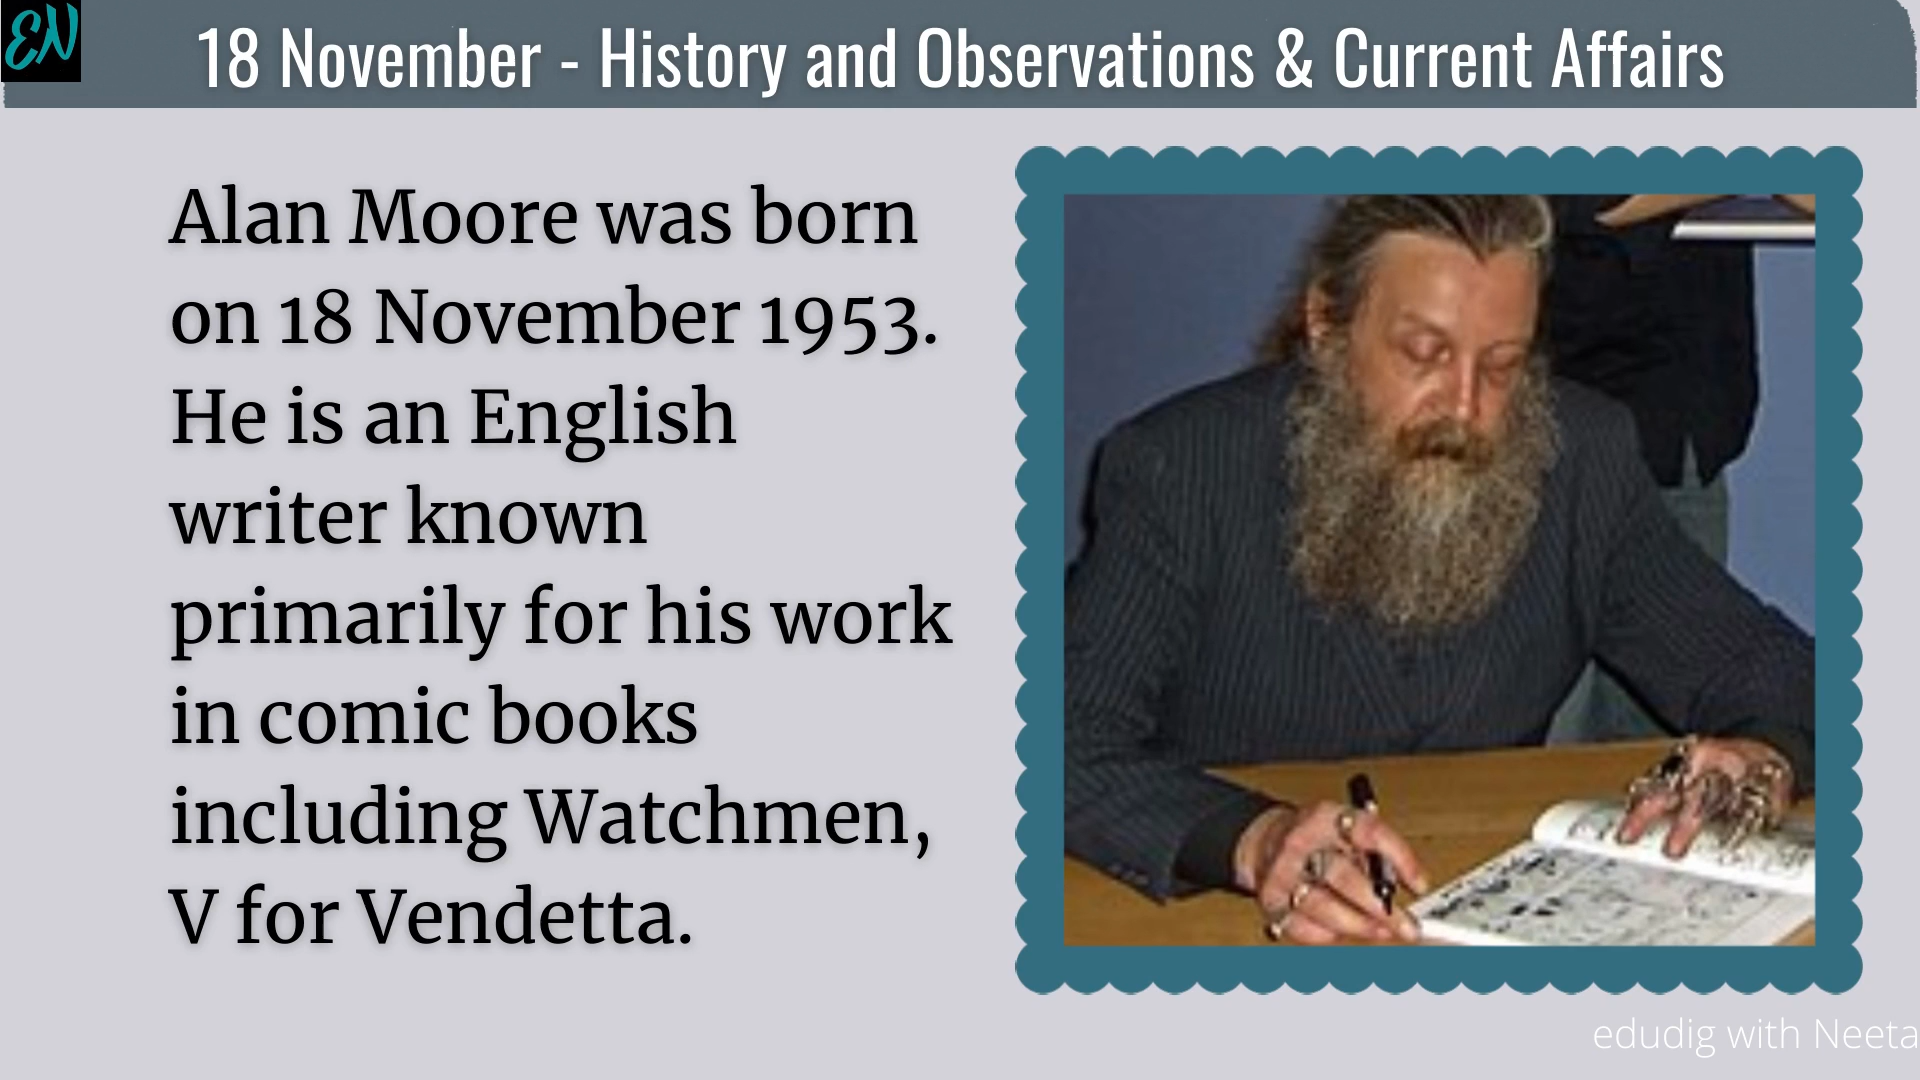 EN
18 November - History and Observations & Current Affairs
Alan Moore was born
on 18 November 1953.
He is an English
writer known
primarily for his work
in comic books
including Watchmen,
V for Vendetta.
edudig with Neeta